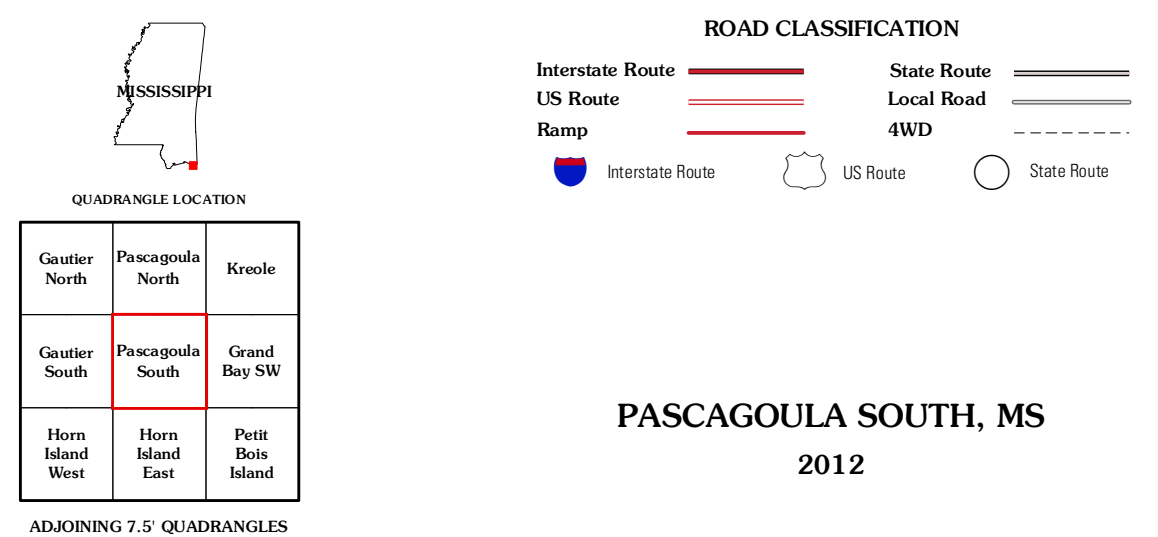 MISSISSIPPI
QUADRANGLE LOCATION
Gautier
North
Pascagoula
North
Kreole
Gautier
South
Pascagoula
South
Grand
Bay SW
Horn
Island
West
Horn
Island
East
Petit
Bois
Island
ADJOINING 7.5' QUADRANGLES
ROAD CLASSIFICATION
Interstate Route
State Route
US Route
Local Road
Ramp
4WD
Interstate Route
US Route
State Route
PASCAGOULA SOUTH, MS
2012